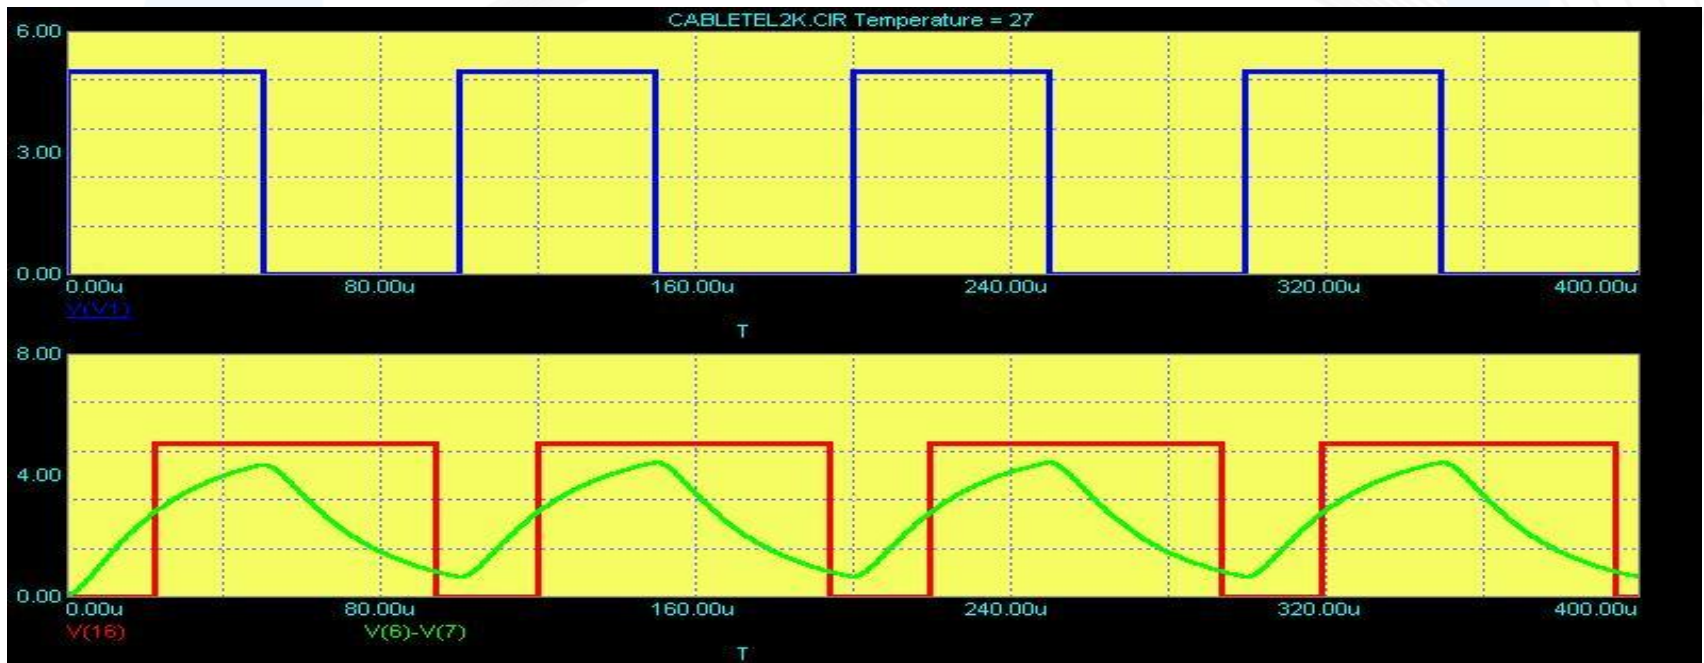 CABLETEL2K.CIR Temperature = 27
6.00
3.00
0.00
0.00u 80.00u 160.00u 240.00u 320.00u 400.00u
V(V1)
T
8.00
4.00
0.00
0.00u 80.00u 160.00u 240.00u 320.00u 400.00u
V(16) V(6)-V(7)
T